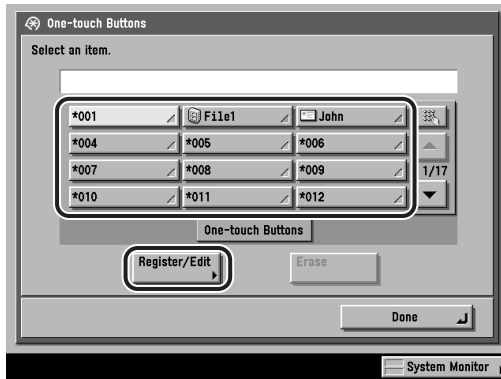 One-touch Buttons
Select an item.
*001 File1 John
*004 *005 *006
*007 *008 *009 1/17
*010 *011 *012
One-touch Buttons
Register/Edit Erase
Done
System Monitor